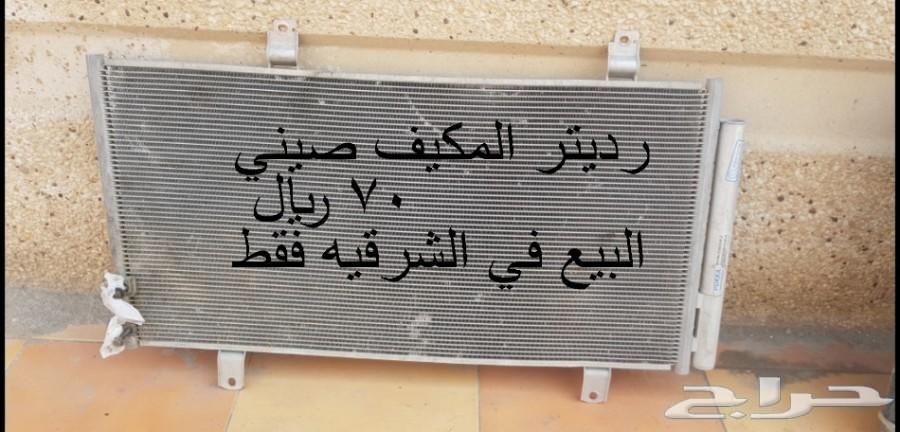 رديتر المكيف صيني
٧٠ ريال
البيع في الشرقيه فقط
حراج